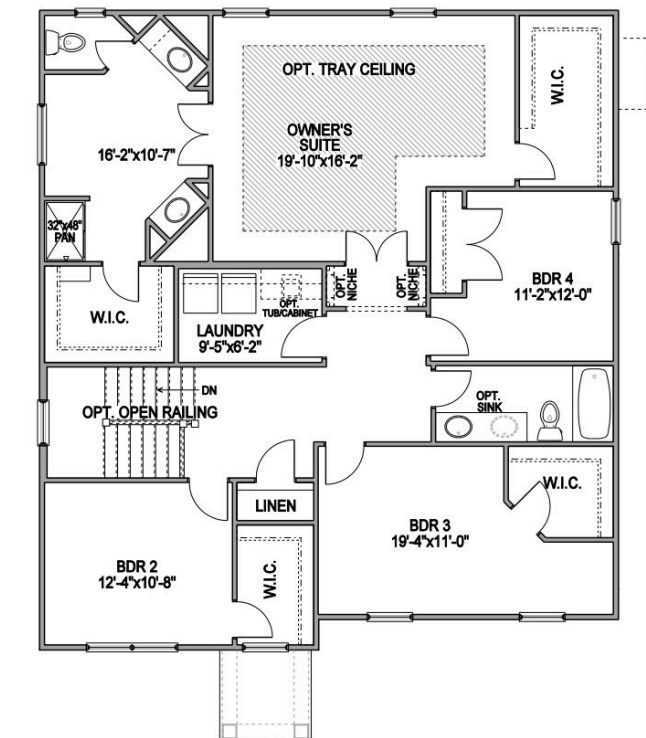 OPT. TRAY CEILING
W.I.C.
OWNER'S
SUITE
19'-10"x16'-2"
16'-2"x10'-7"
32"x48"
PAN
BDR 4
11'-2"x12'-0"
OPT.
NICHE
OPT.
NICHE
OPT.
TUB/CABINET
W.I.C.
LAUNDRY
9'-5"x6'-2"
DN
OPT. OPEN RAILING
OPT.
SINK
W.I.C.
LINEN
BDR 3
19'-4"x11'-0"
BDR 2
12'-4"x10'-8"
W.I.C.